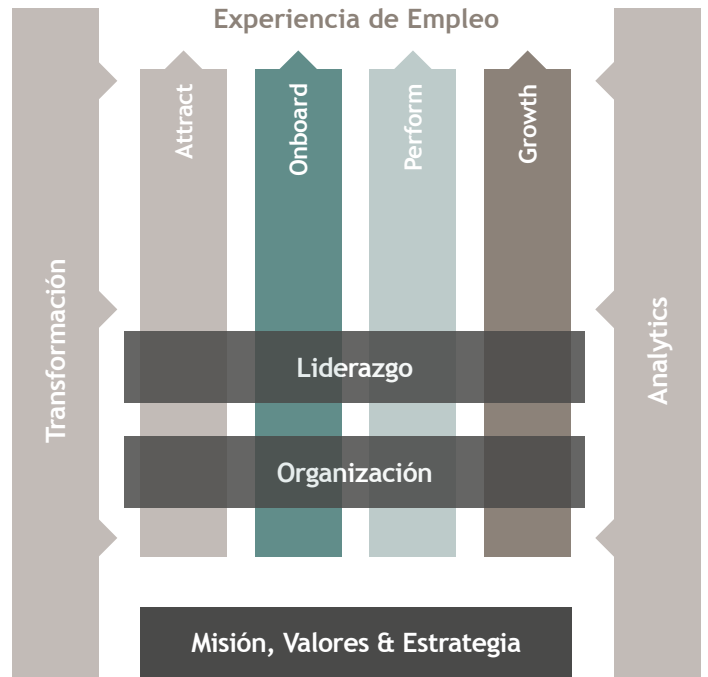 Experiencia de Empleo
Attract
Onboard
Perform
Growth
Transformación
Analytics
Liderazgo
Organización
Misión, Valores & Estrategia